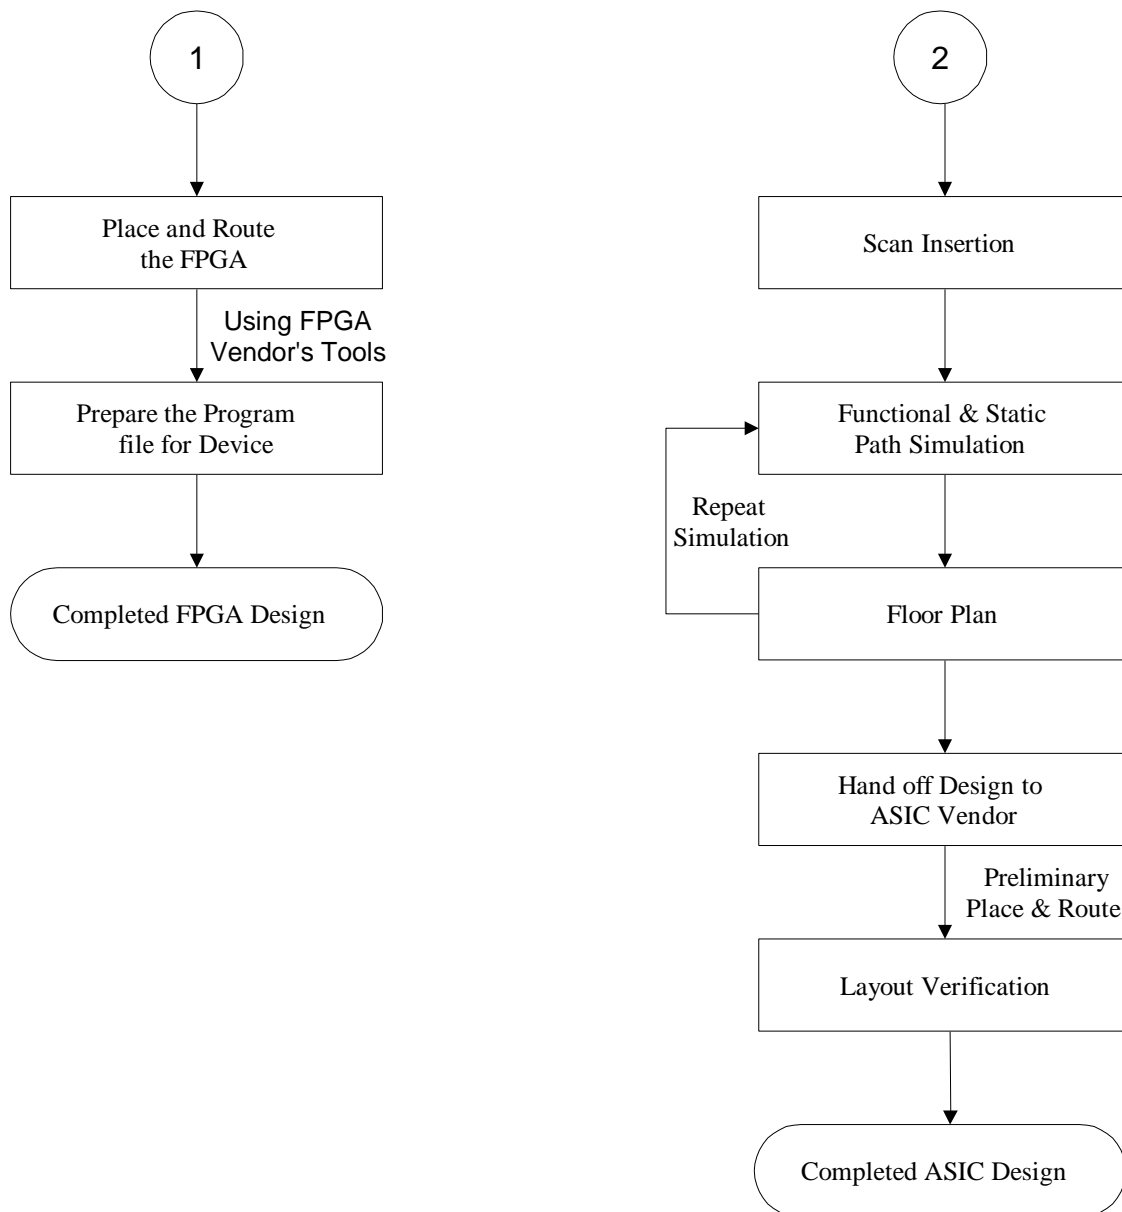 1
Place and Route
the FPGA
Using FPGA
Vendor's Tools
Prepare the Program
file for Device
Completed FPGA Design
2
Scan Insertion
Functional & Static
Path Simulation
Repeat
Simulation
Floor Plan
Hand off Design to
ASIC Vendor
Preliminary
Place & Route
Layout Verification
Completed ASIC Design